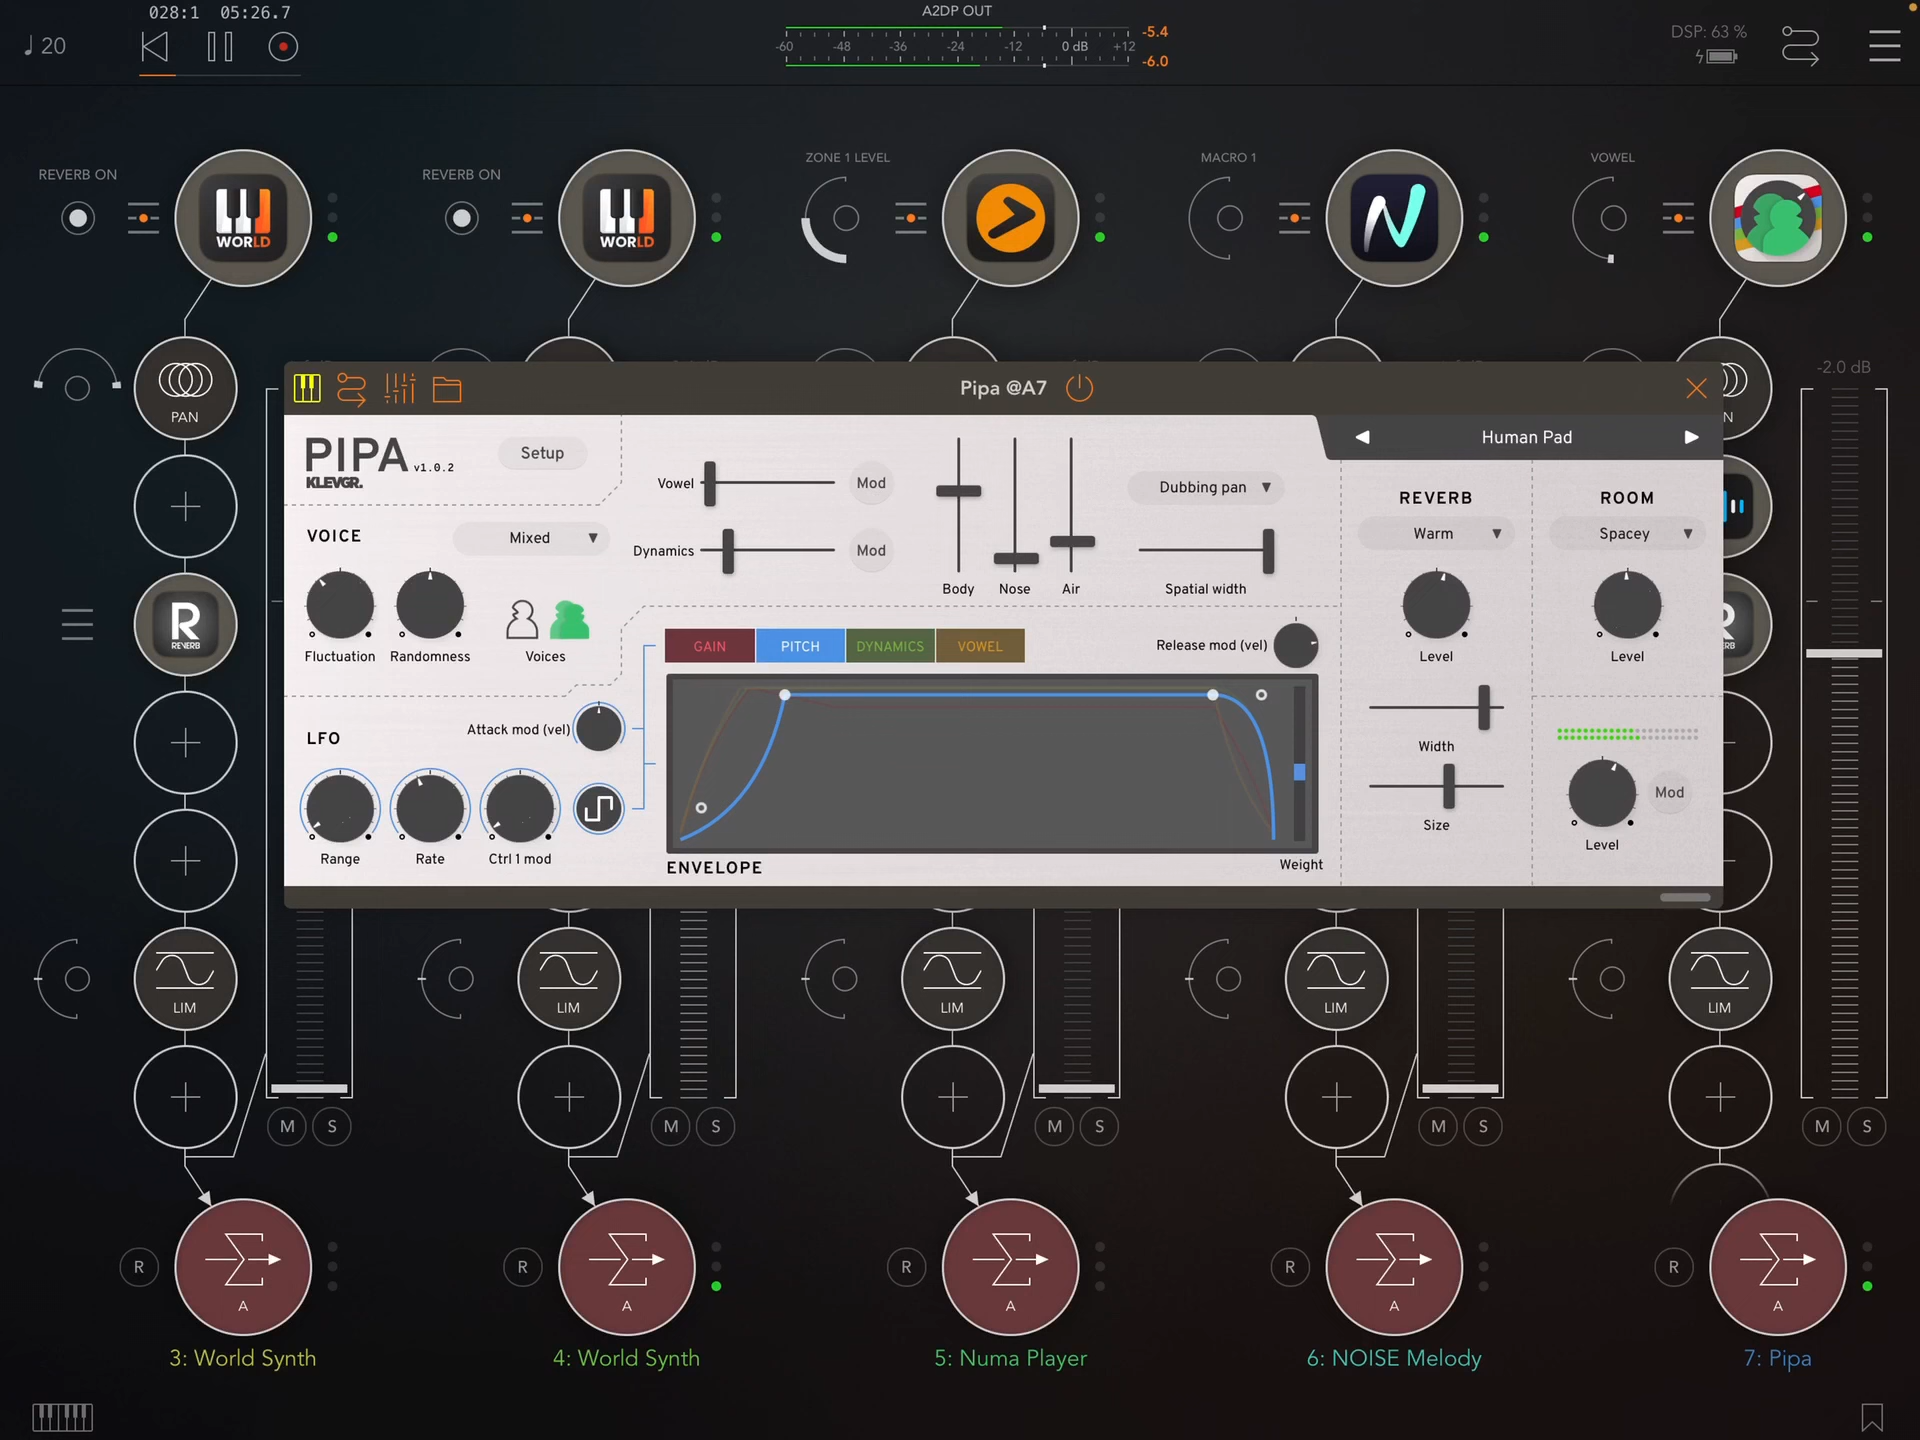 028:1 05:26.7
A2DP OUT
♩20
-60 -48 -36 -24 -12 0 dB +12
-5.4
-6.0
DSP: 63 %
REVERB ON
REVERB ON
ZONE 1 LEVEL
MACRO 1
VOWEL
WORLD
WORLD
PAN
-2.0 dB
Pipa @A7
PIPA v1.0.2
KLEVGR.
Setup
Vowel
Mod
Dynamics
Mod
Body
Nose
Air
Dubbing pan
Spatial width
Human Pad
VOICE
Mixed
Fluctuation
Randomness
Voices
REVERB
Warm
Level
Width
Size
ROOM
Spacey
Level
Mod
Level
GAIN
PITCH
DYNAMICS
VOWEL
Release mod (vel)
LFO
Attack mod (vel)
Range
Rate
Ctrl 1 mod
ENVELOPE
Weight
N
R
REVERB
R
RB
LIM
LIM
LIM
LIM
LIM
M S
M S
M S
M S
M S
R
A
R
A
R
A
R
A
R
A
3: World Synth
4: World Synth
5: Numa Player
6: NOISE Melody
7: Pipa